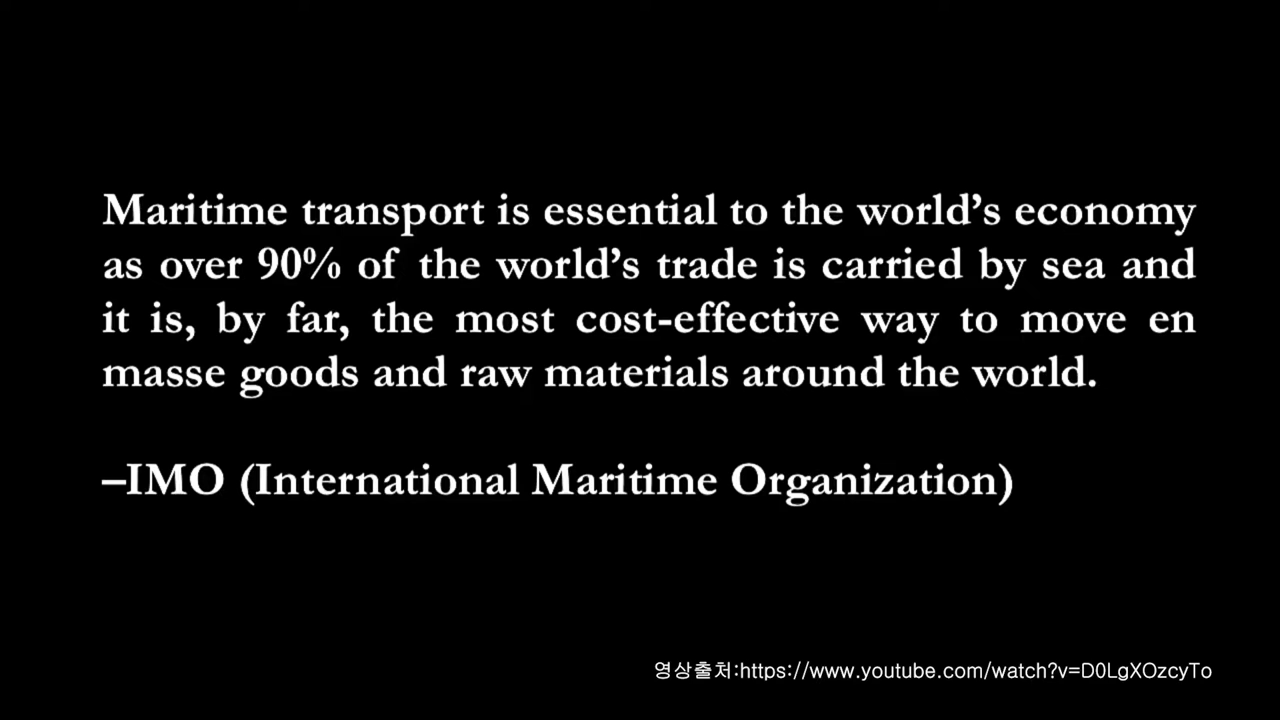 Maritime transport is essential to the world’s economy
as over 90% of the world’s trade is carried by sea and
it is, by far, the most cost-effective way to move en
masse goods and raw materials around the world.
–IMO (International Maritime Organization)
영상출처:https://www.youtube.com/watch?v=D0LgXOzcyTo